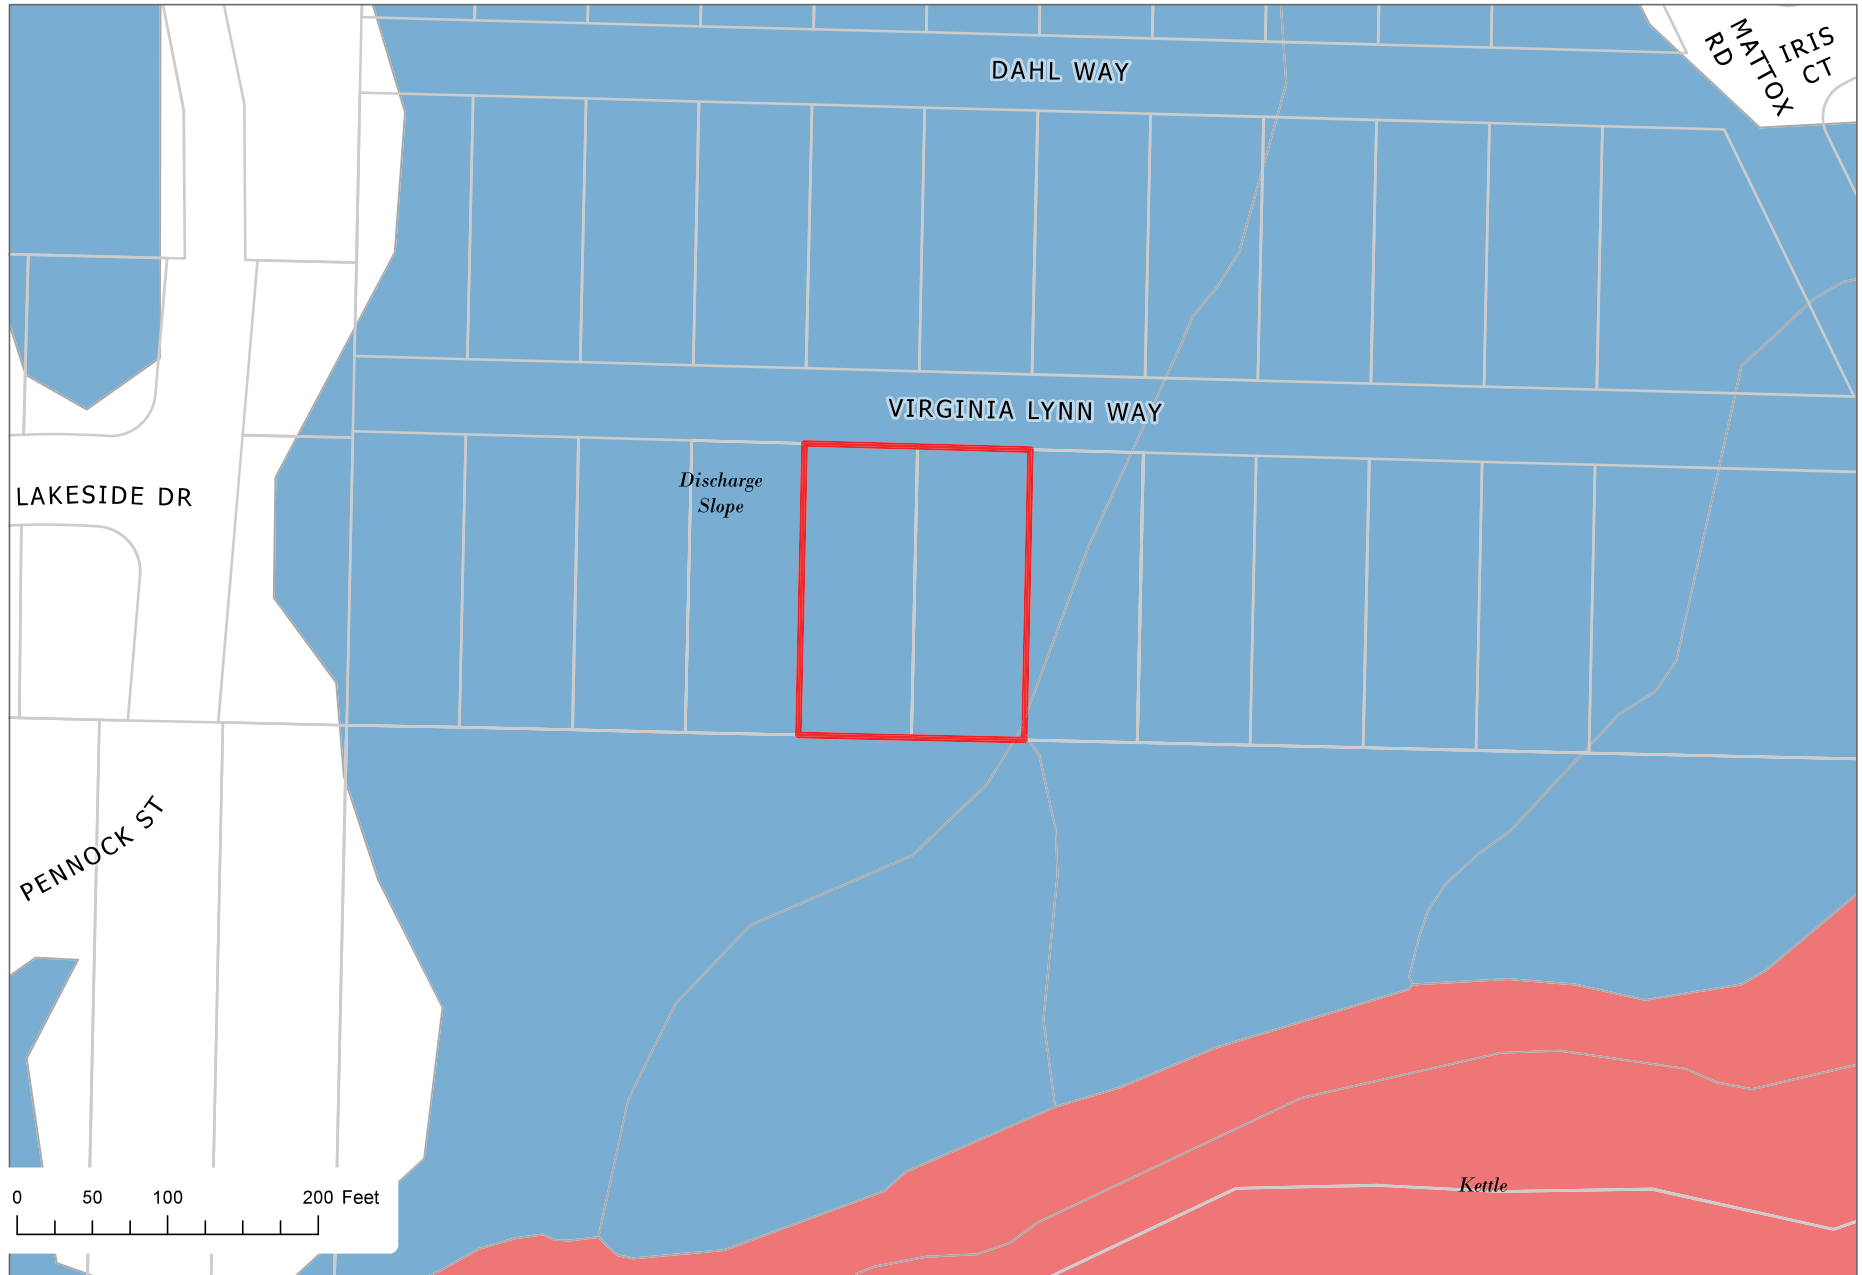 DAHL WAY
MATTOX
RD
IRIS
CT
VIRGINIA LYNN WAY
Discharge
Slope
LAKESIDE DR
PENNOCK ST
Kettle
0 50 100 200 Feet